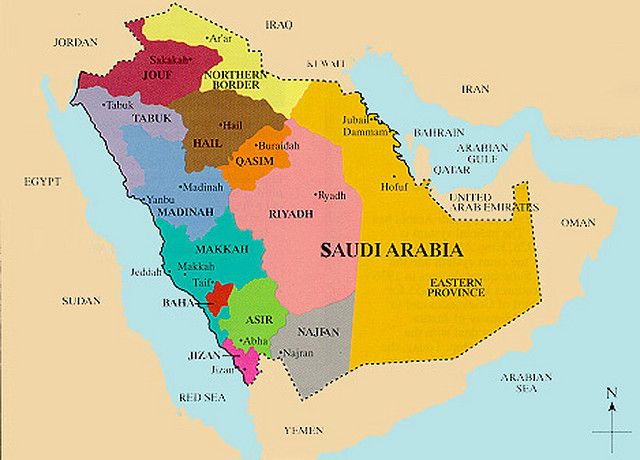 IRAQ
JORDAN
Ar'ar
Sakakah
JOUF
NORTHERN
BORDER
KUWAIT
IRAN
Tabuk
TABUK
Hail
HAIL
Buraidah
QASIM
Jubail
Dammam
BAHRAIN
ARABIAN
GULF
QATAR
EGYPT
Madinah
Yanbu
MADINAH
Ryadh
RIYADH
Hofuf
UNITED
ARAB EMIRATES
OMAN
MAKKAH
SAUDI ARABIA
Jeddah
Makkah
Taif
EASTERN
PROVINCE
SUDAN
BAHA
ASIR
NAJFAN
Abha
Najran
JIZAN
Jizan
RED SEA
ARABIAN
SEA
YEMEN
N